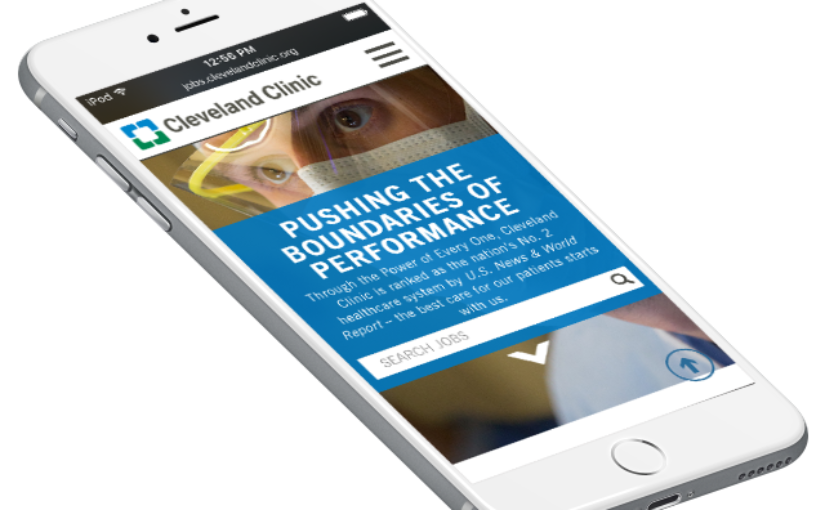 iPod 12:56 PM
jobs.clevelandclinic.org
Cleveland Clinic
PUSHING THE
BOUNDARIES OF
PERFORMANCE
Through the Power of Every One, Cleveland
Clinic is ranked as the nation's No. 2
healthcare system by U.S. News & World
Report – the best care for our patients starts
with us.
SEARCH JOBS